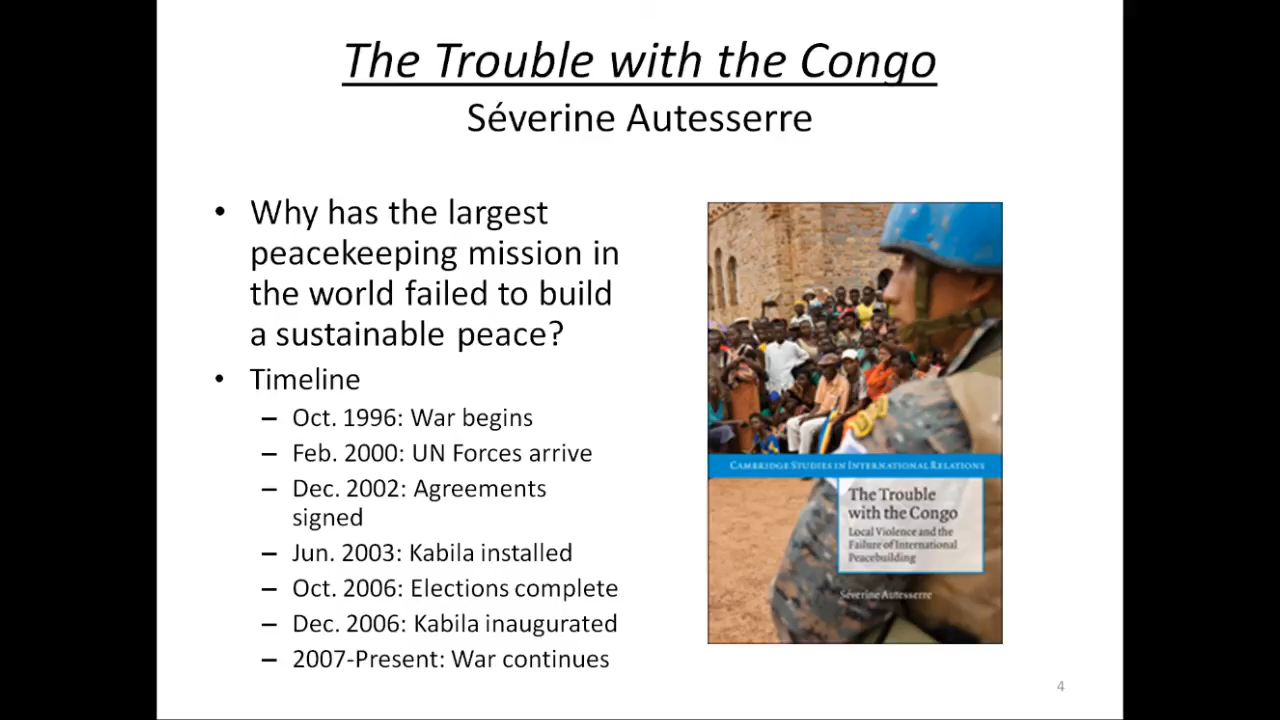 The Trouble with the Congo
Séverine Autesserre
• Why has the largest
peacekeeping mission in
the world failed to build
a sustainable peace?
• Timeline
– Oct. 1996: War begins
– Feb. 2000: UN Forces arrive
– Dec. 2002: Agreements
signed
– Jun. 2003: Kabila installed
– Oct. 2006: Elections complete
– Dec. 2006: Kabila inaugurated
– 2007-Present: War continues
CAMBRIDGE STUDIES IN INTERNATIONAL RELATIONS
The Trouble
with the Congo
Local Violence and the
Failure of International
Peacebuilding
Séverine Autesserre
4